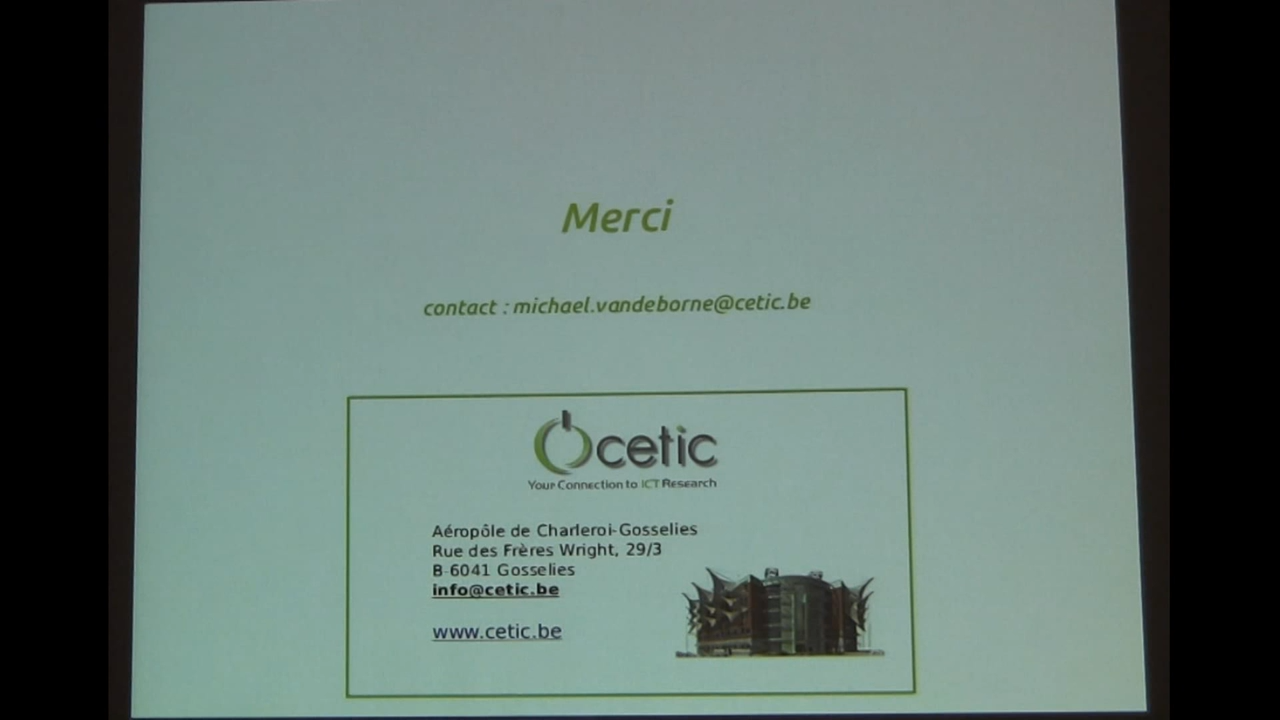 Merci
contact : michael.vandeborne@cetic.be
cetic
Your Connection to ICT Research
Aéropôle de Charleroi-Gosselies
Rue des Frères Wright, 29/3
B-6041 Gosselies
info@cetic.be
www.cetic.be